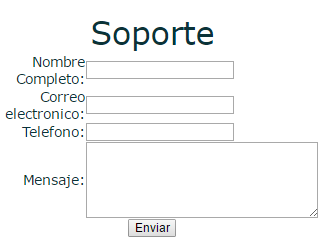 Soporte
Nombre
Completo:
Correo
electronico:
Telefono:
Mensaje:
Enviar